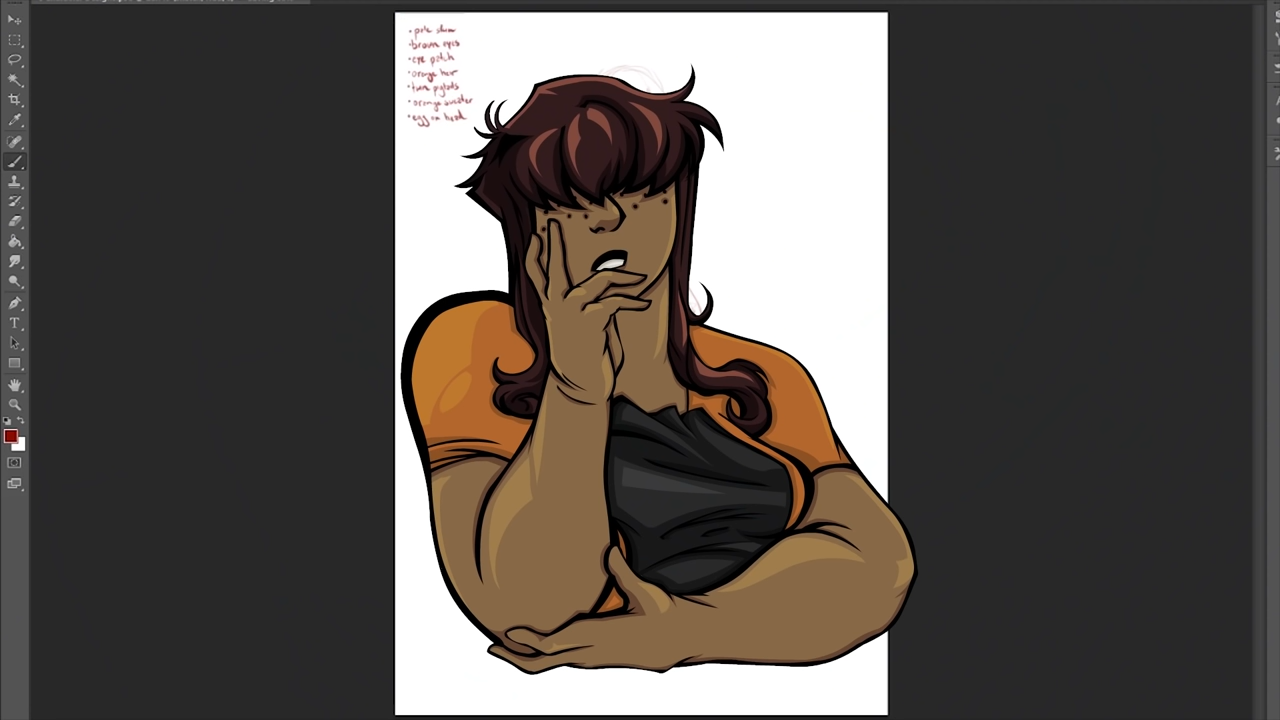 • pale skin
• brown eyes
• eye patch
• orange hair
• twin pigtails
• orange sweater
• egg on head